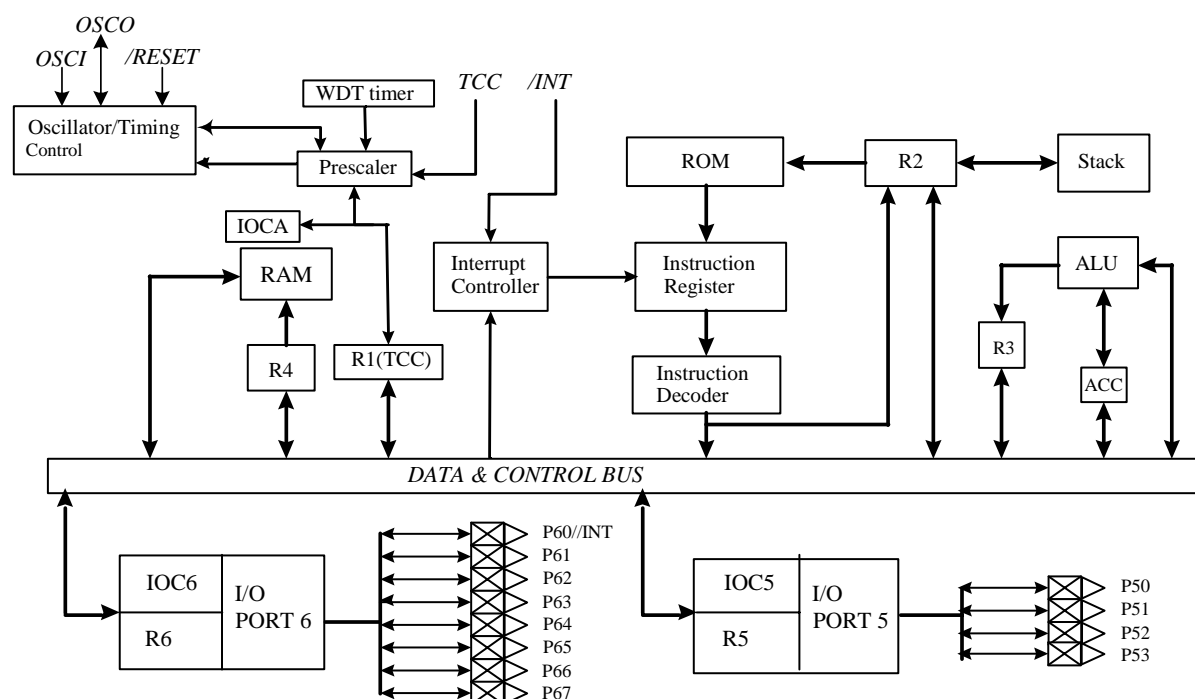 OSCO
OSCI
/RESET
WDT timer
TCC
/INT
Oscillator/Timing
Control
Prescaler
ROM
R2
Stack
IOCA
RAM
Interrupt
Controller
Instruction
Register
ALU
R4
R1(TCC)
Instruction
Decoder
R3
ACC
DATA & CONTROL BUS
IOC6
R6
I/O
PORT 6
P60//INT
P61
P62
P63
P64
P65
P66
P67
IOC5
R5
I/O
PORT 5
P50
P51
P52
P53